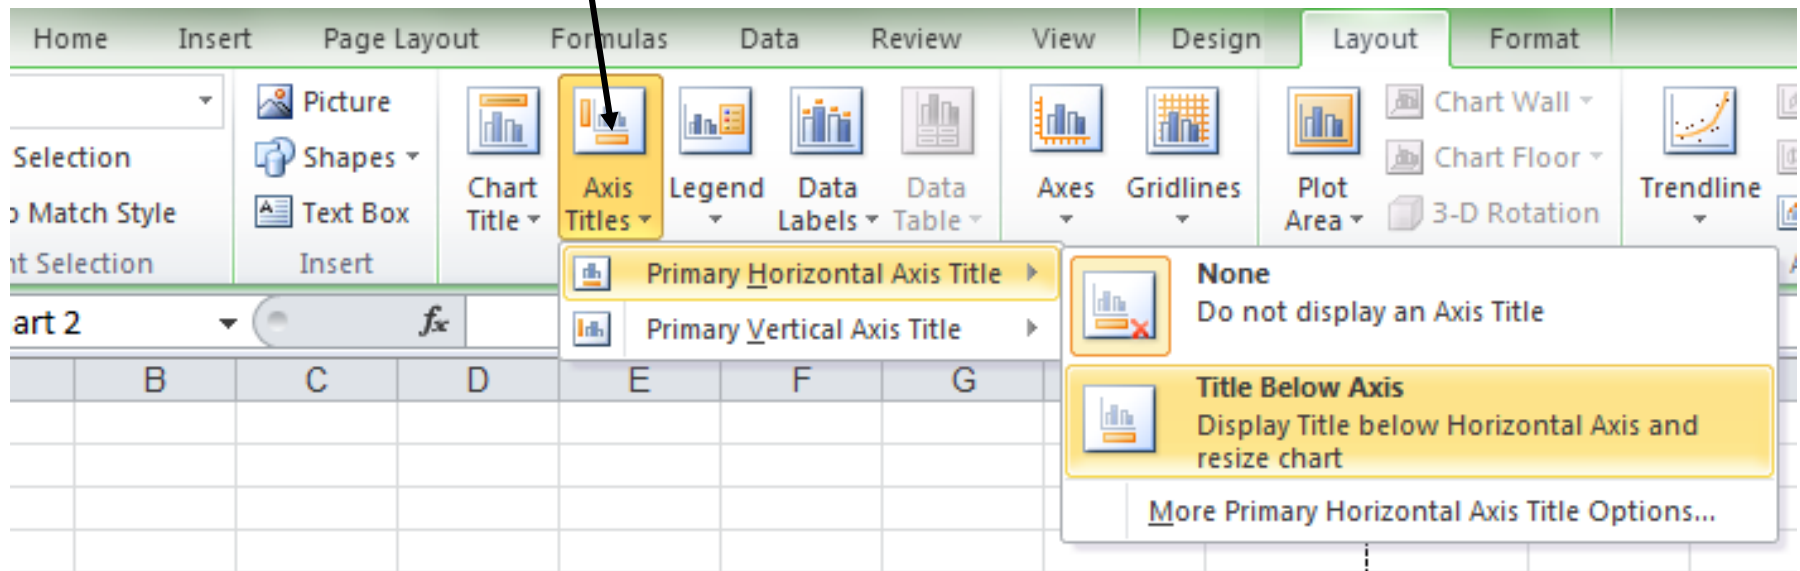 Home Insert Page Layout Formulas Data Review View Design Layout Format
Picture
Shapes
Text Box
Insert
Selection
Match Style
Selection
Chart
Title
Axis
Titles
Legend
Data
Labels
Data
Table
Axes
Gridlines
Plot
Area
Chart Wall
Chart Floor
3-D Rotation
Trendline
Primary Horizontal Axis Title
Primary Vertical Axis Title
None
Do not display an Axis Title
Title Below Axis
Display Title below Horizontal Axis and
resize chart
More Primary Horizontal Axis Title Options...
art 2
fx
B C D E F G